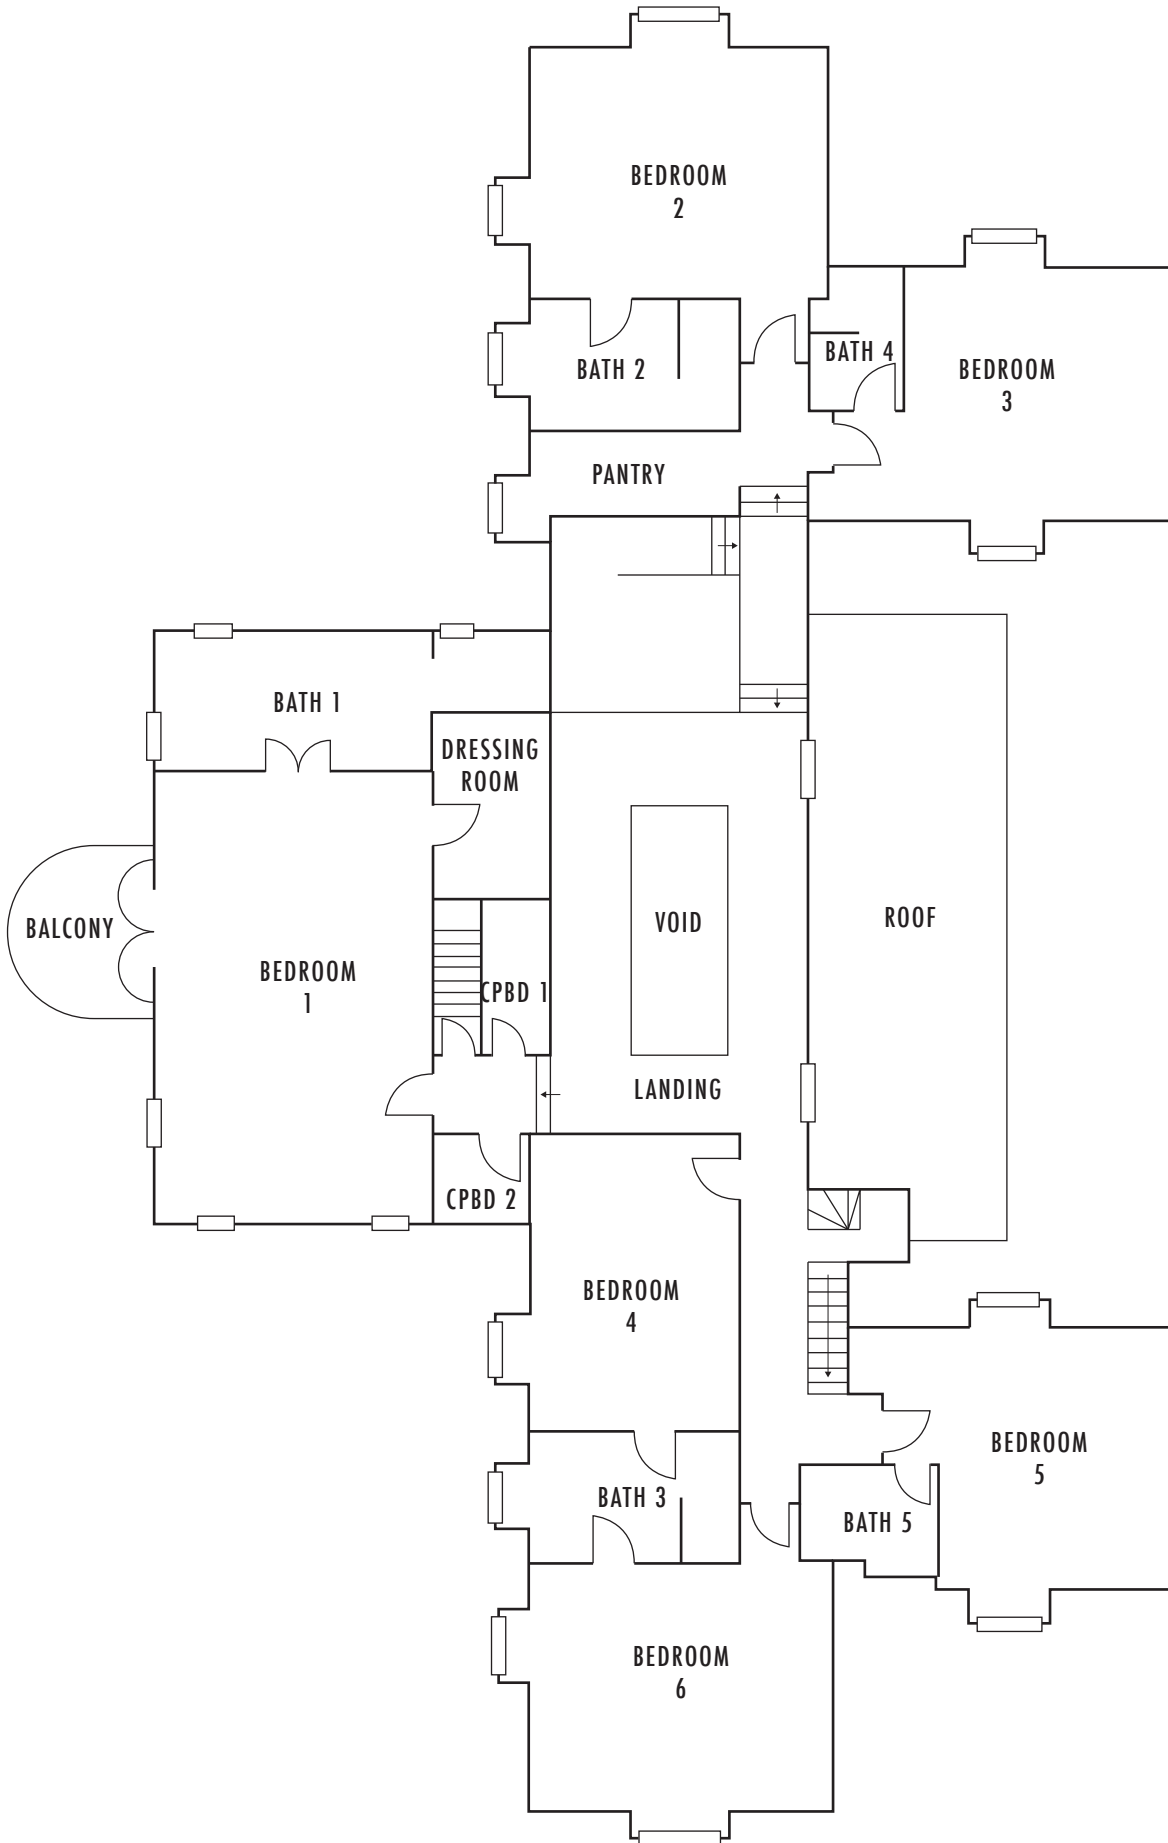 BEDROOM
2
BATH 2
BATH 4
BEDROOM
3
PANTRY
BATH 1
DRESSING
ROOM
BALCONY
BEDROOM
1
CPBD 1
VOID
ROOF
LANDING
CPBD 2
BEDROOM
4
BEDROOM
5
BATH 3
BATH 5
BEDROOM
6